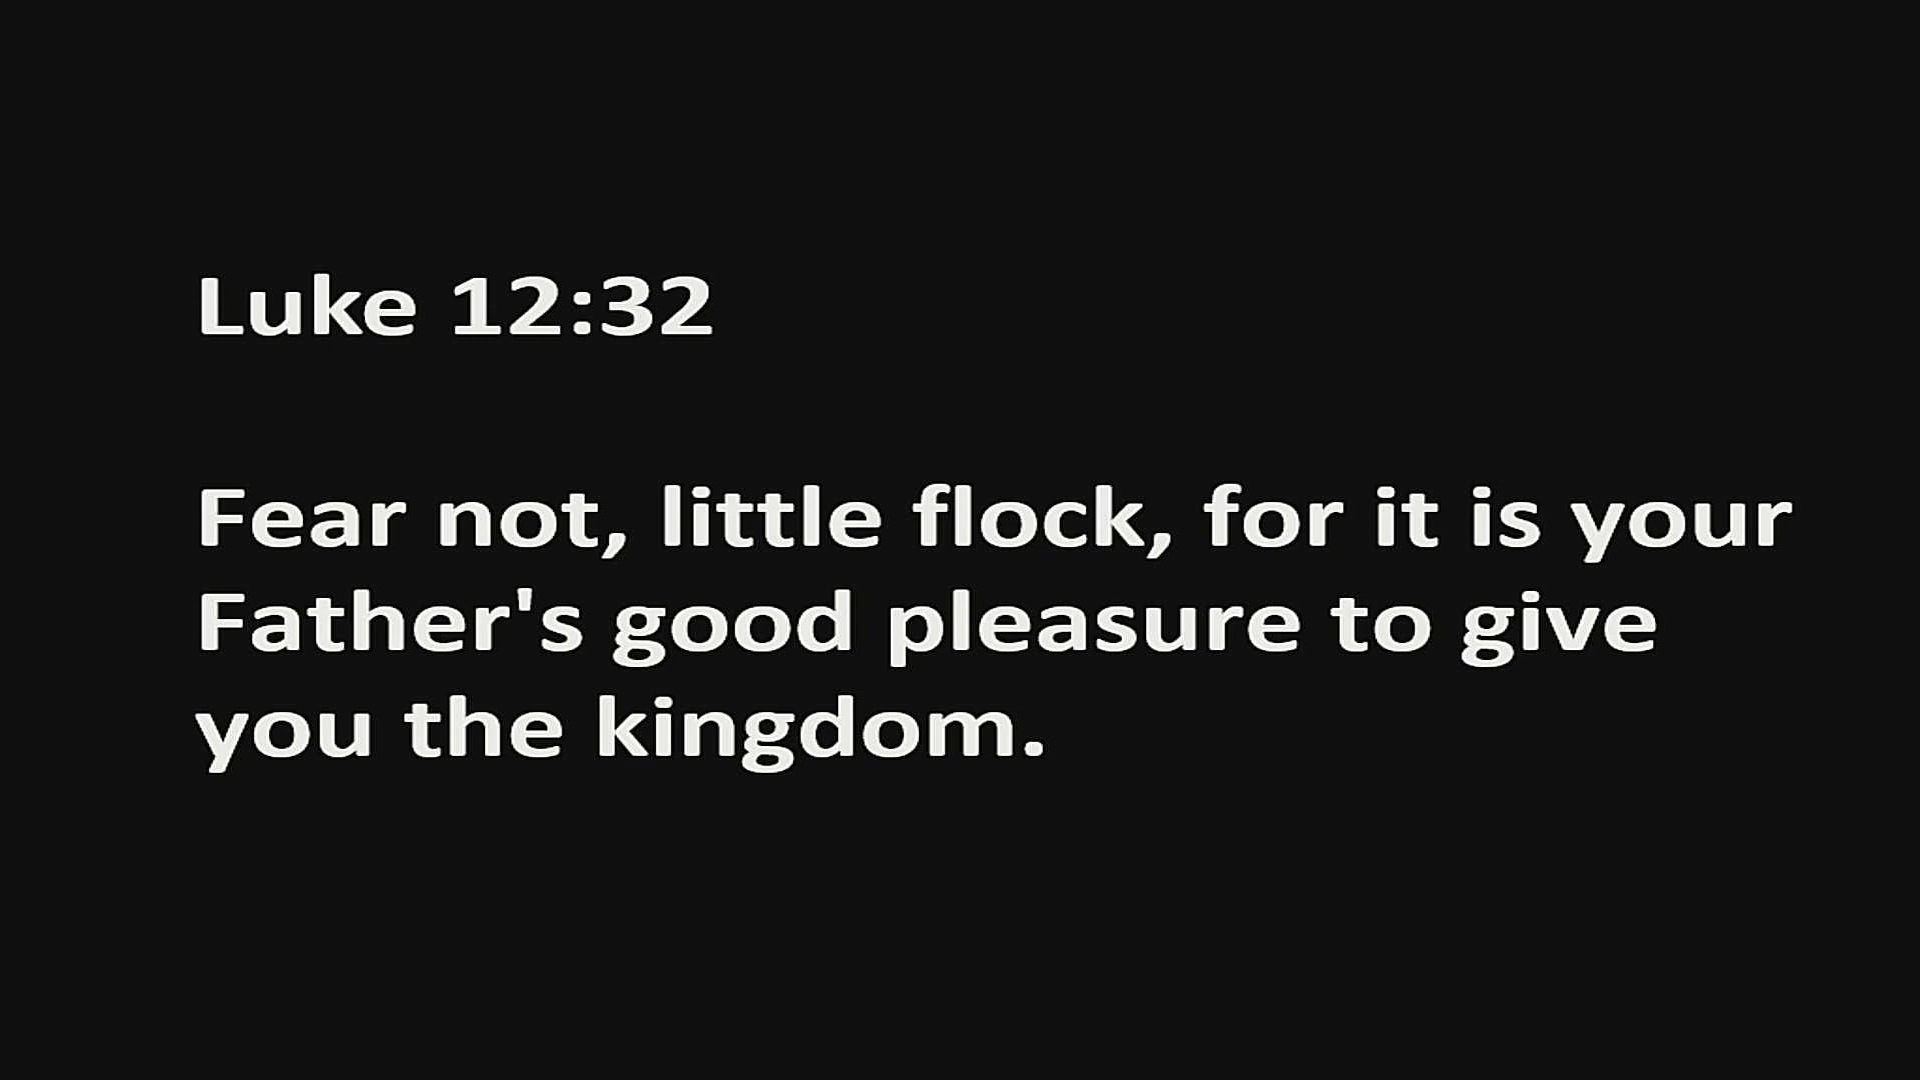 Luke 12:32
Fear not, little flock, for it is your
Father's good pleasure to give
you the kingdom.